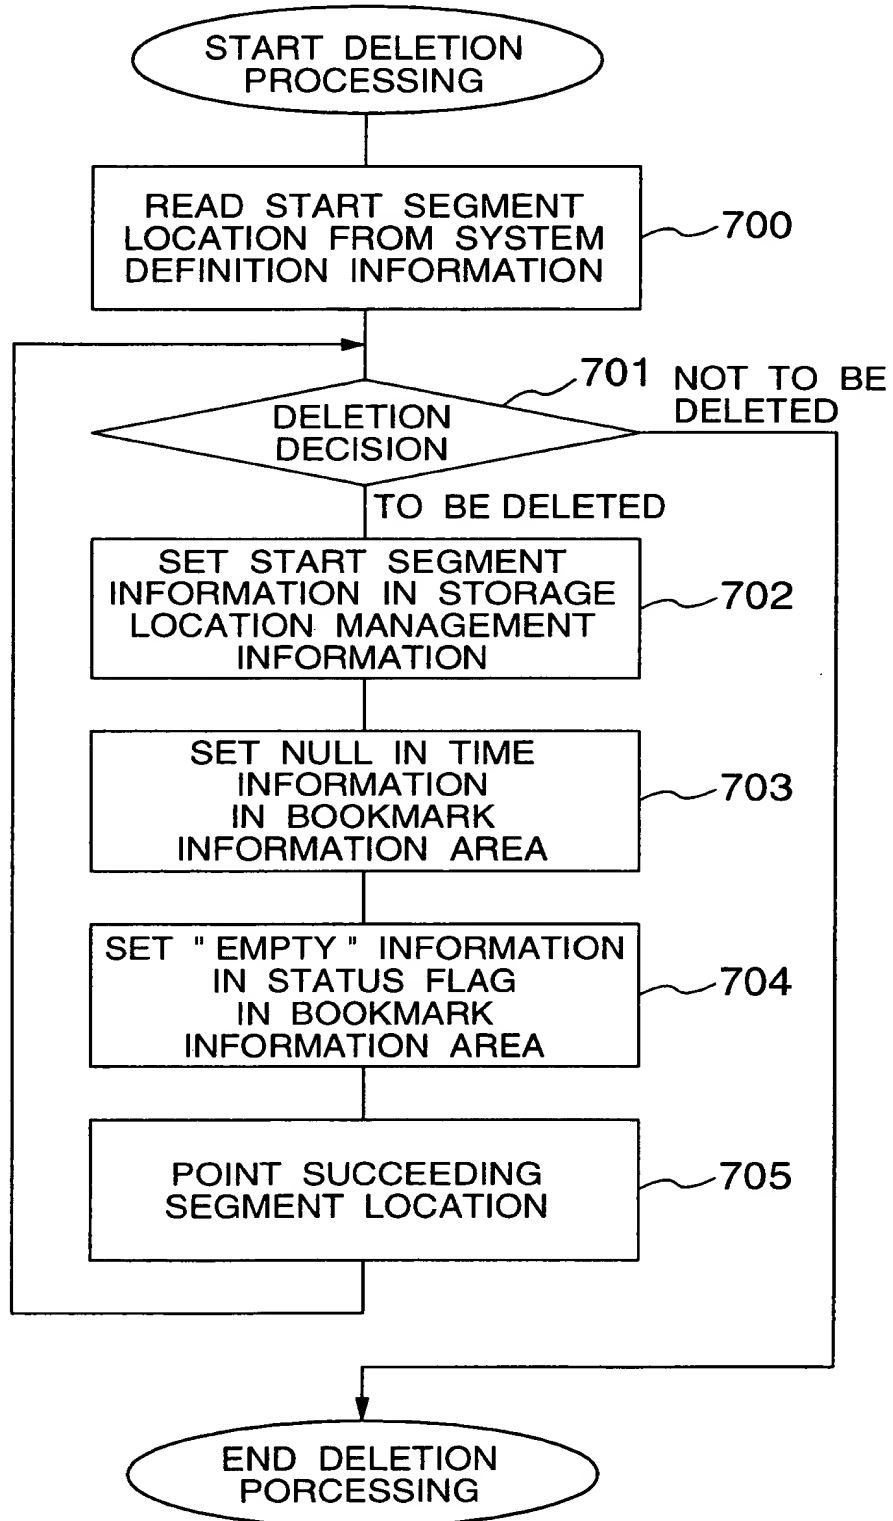 START DELETION
PROCESSING
READ START SEGMENT
LOCATION FROM SYSTEM
DEFINITION INFORMATION
700
701
NOT TO BE
DELETED
DELETION
DECISION
TO BE DELETED
SET START SEGMENT
INFORMATION IN STORAGE
LOCATION MANAGEMENT
INFORMATION
702
SET NULL IN TIME
INFORMATION
IN BOOKMARK
INFORMATION AREA
703
SET "EMPTY" INFORMATION
IN STATUS FLAG
IN BOOKMARK
INFORMATION AREA
704
POINT SUCCEEDING
SEGMENT LOCATION
705
END DELETION
PORCESSING